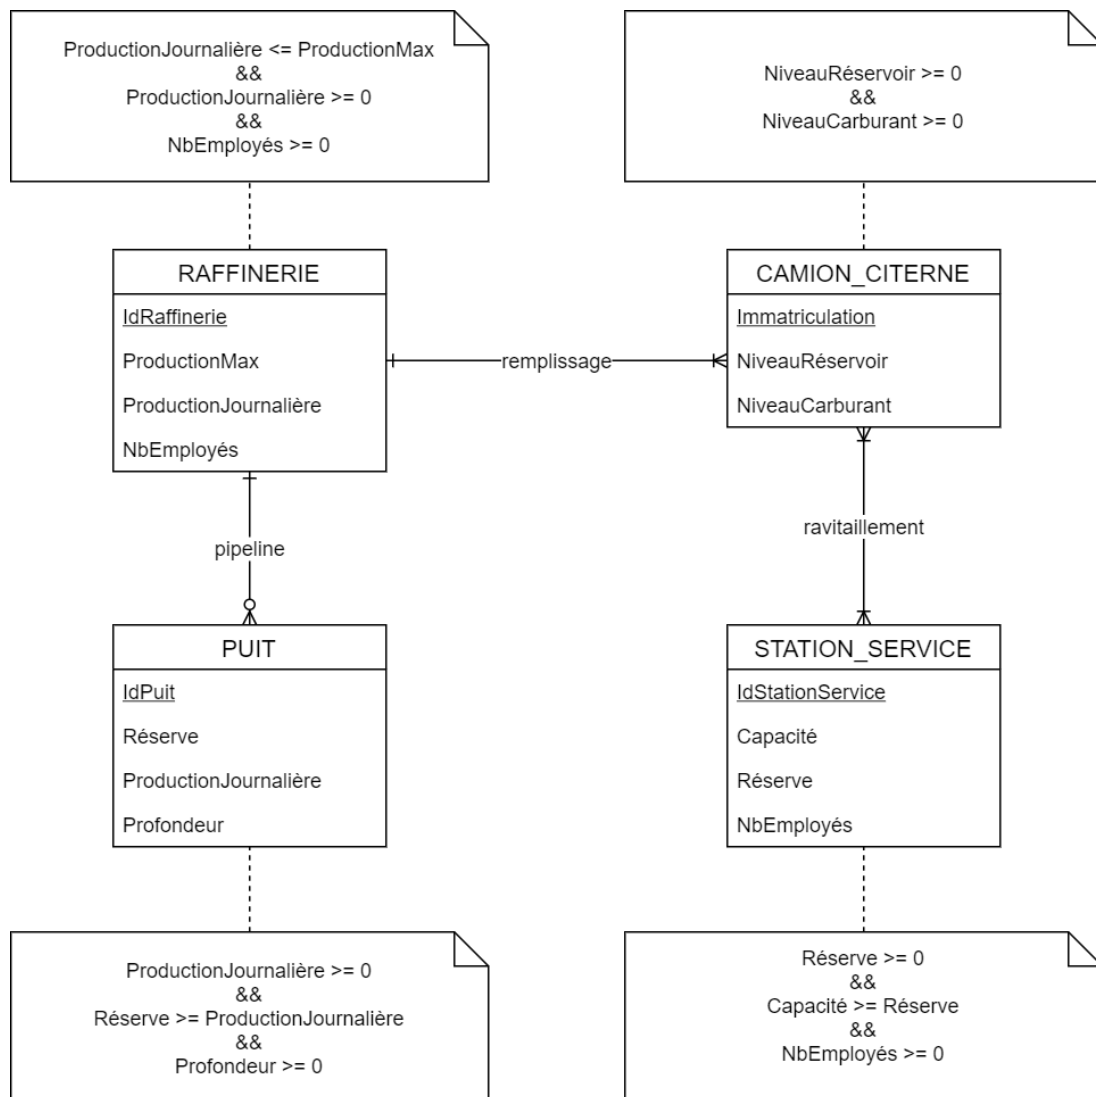 ProductionJournalière <= ProductionMax
&&
ProductionJournalière >= 0
&&
NbEmployés >= 0
NiveauRéservoir >= 0
&&
NiveauCarburant >= 0
RAFFINERIE
IdRaffinerie
ProductionMax
ProductionJournalière
NbEmployés
remplissage
CAMION_CITERNE
Immatriculation
NiveauRéservoir
NiveauCarburant
pipeline
ravitaillement
PUIT
IdPuit
Réserve
ProductionJournalière
Profondeur
STATION_SERVICE
IdStationService
Capacité
Réserve
NbEmployés
ProductionJournalière >= 0
&&
Réserve >= ProductionJournalière
&&
Profondeur >= 0
Réserve >= 0
&&
Capacité >= Réserve
&&
NbEmployés >= 0